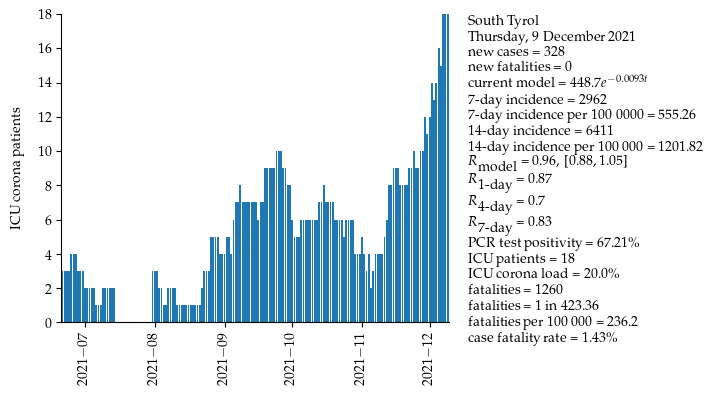 18
16
14
12
10
8
6
4
2
0
ICU corona patients
2021−07
2021−08
2021−09
2021−10
2021−11
2021−12
South Tyrol
Thursday, 9 December 2021
new cases = 328
new fatalities = 0
current model = 448.7e^−0.0093t
7-day incidence = 2962
7-day incidence per 100 0000 = 555.26
14-day incidence = 6411
14-day incidence per 100 000 = 1201.82
R_model = 0.96, [0.88, 1.05]
R_1-day = 0.87
R_4-day = 0.7
R_7-day = 0.83
PCR test positivity = 67.21%
ICU patients = 18
ICU corona load = 20.0%
fatalities = 1260
fatalities = 1 in 423.36
fatalities per 100 000 = 236.2
case fatality rate = 1.43%